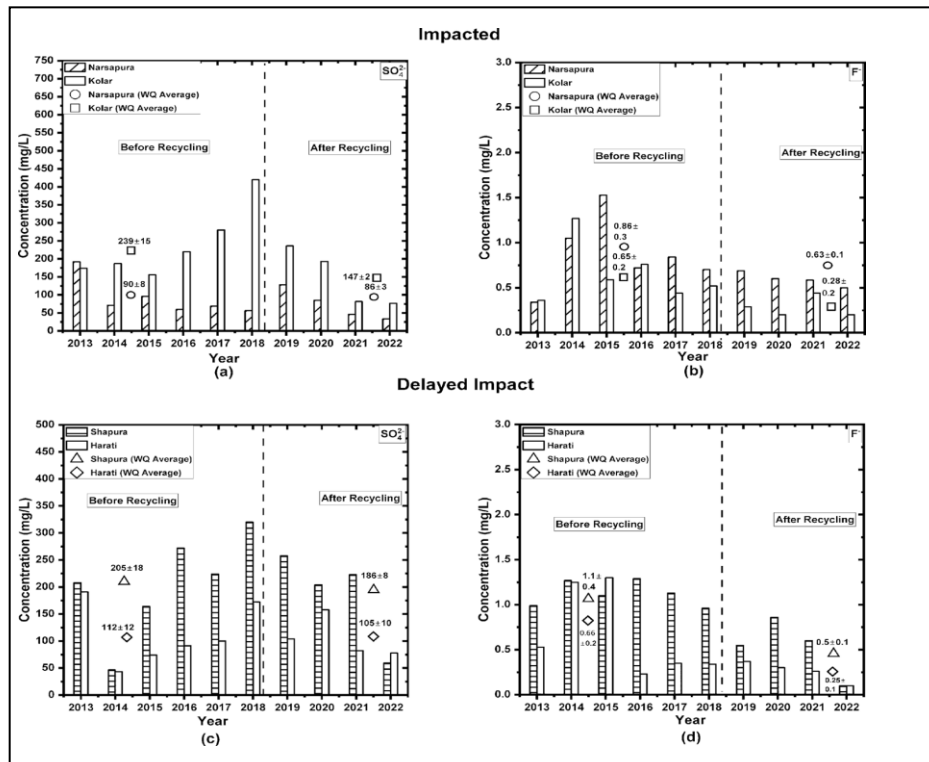 Impacted
750
700
650
600
550
500
450
400
350
300
250
200
150
100
50
0
Concentration (mg/L)
Narsapura
Kolar
Narsapura (WQ Average)
Kolar (WQ Average)
SO₄²⁻
Before Recycling
After Recycling
239±15
90±8
147±2
86±3
2013 2014 2015 2016 2017 2018 2019 2020 2021 2022
Year
(a)
3.0
2.5
2.0
1.5
1.0
0.5
0.0
Concentration (mg/L)
Narsapura
Kolar
Narsapura (WQ Average)
Kolar (WQ Average)
F⁻
Before Recycling
After Recycling
0.86±
0.3
0.65±
0.2
0.63±0.1
0.28±
0.2
2013 2014 2015 2016 2017 2018 2019 2020 2021 2022
Year
(b)
Delayed Impact
500
450
400
350
300
250
200
150
100
50
0
Concentration (mg/L)
Shapura
Harati
Shapura (WQ Average)
Harati (WQ Average)
SO₄²⁻
Before Recycling
After Recycling
205±18
112±12
186±8
105±10
2013 2014 2015 2016 2017 2018 2019 2020 2021 2022
Year
(c)
3.0
2.5
2.0
1.5
1.0
0.5
0.0
Concentration (mg/L)
Shapura
Harati
Shapura (WQ Average)
Harati (WQ Average)
F⁻
Before Recycling
After Recycling
1.1±
0.4
0.66
±0.2
0.5±0.1
0.25±
0.1
2013 2014 2015 2016 2017 2018 2019 2020 2021 2022
Year
(d)